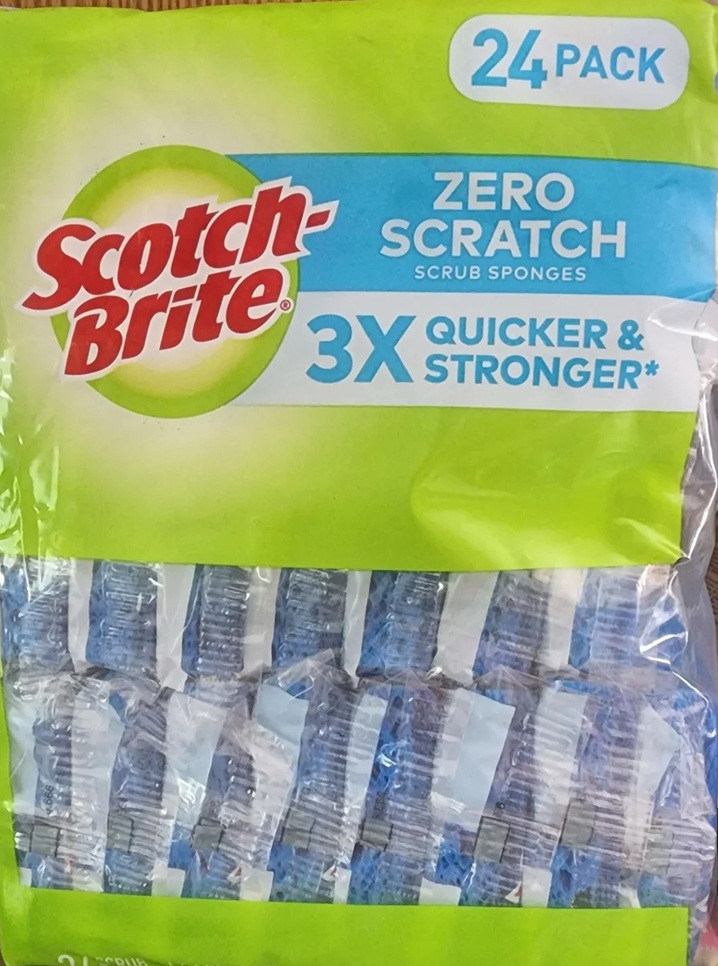 24 PACK
Scotch-
Brite®
ZERO
SCRATCH
SCRUB SPONGES
3X QUICKER &
STRONGER*